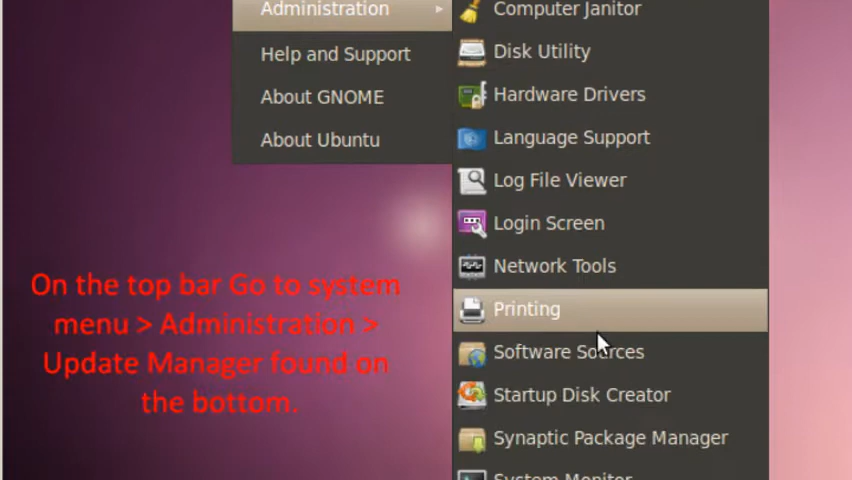 Administration
Help and Support
About GNOME
About Ubuntu
Computer Janitor
Disk Utility
Hardware Drivers
Language Support
Log File Viewer
Login Screen
Network Tools
Printing
Software Sources
Startup Disk Creator
Synaptic Package Manager
System Monitor
On the top bar Go to system
menu > Administration >
Update Manager found on
the bottom.